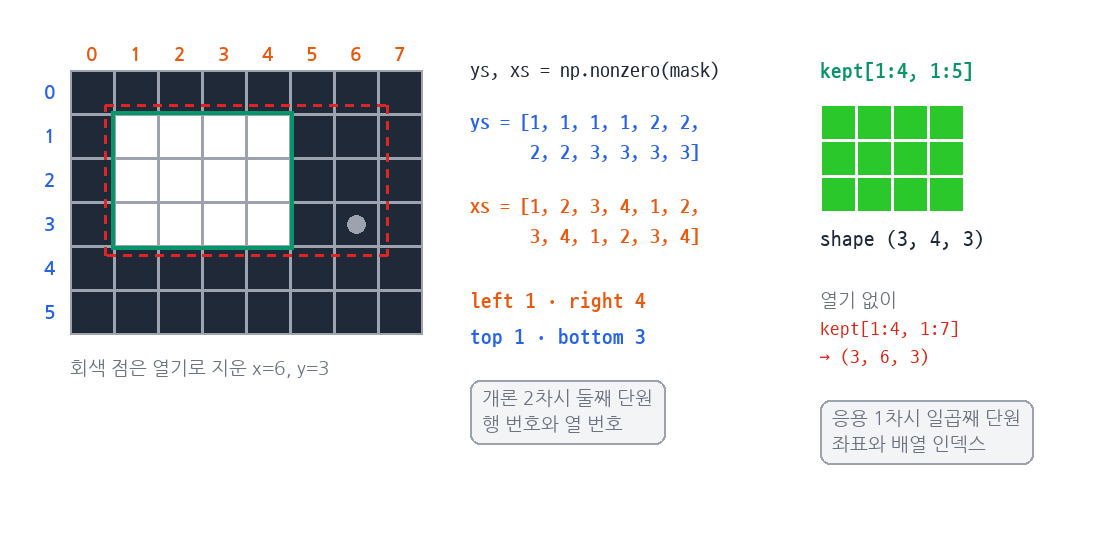 0 1 2 3 4 5 6 7
0
1
2
3
4
5
회색 점은 열기로 지운 x=6, y=3
ys, xs = np.nonzero(mask)
ys = [1, 1, 1, 1, 2, 2,
2, 2, 3, 3, 3, 3]
xs = [1, 2, 3, 4, 1, 2,
3, 4, 1, 2, 3, 4]
left 1 · right 4
top 1 · bottom 3
개론 2차시 둘째 단원
행 번호와 열 번호
kept[1:4, 1:5]
shape (3, 4, 3)
열기 없이
kept[1:4, 1:7]
→ (3, 6, 3)
응용 1차시 일곱째 단원
좌표와 배열 인덱스